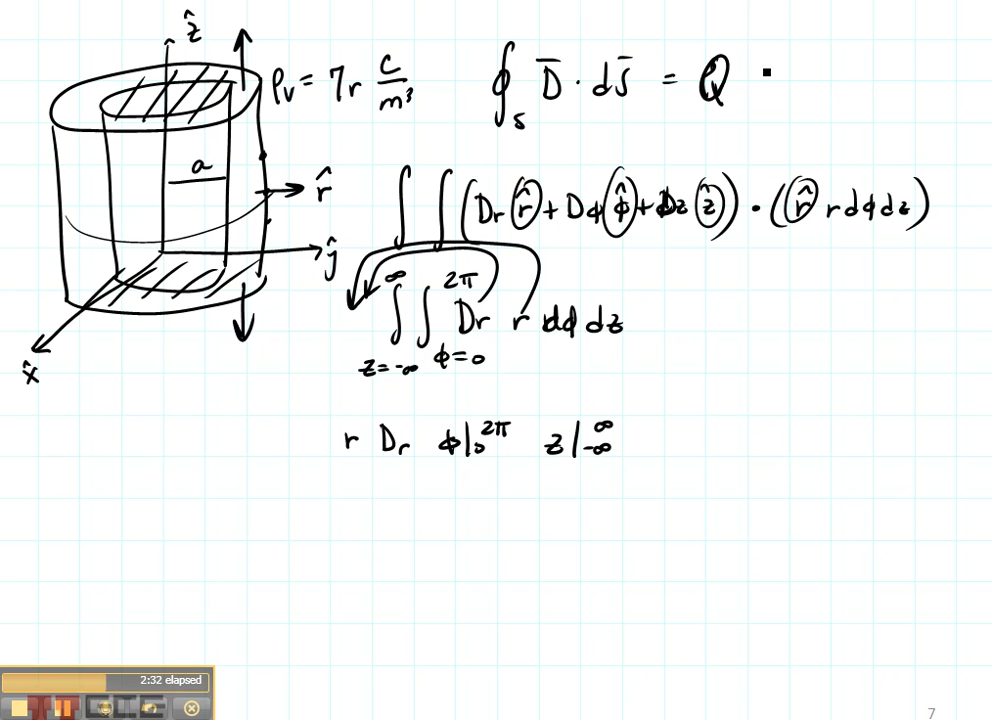 ẑ
ρv = 7r C/m³
∮s D̄ · ds̄ = Q
a
r̂
ŷ
x̂
∫ ∫ (Dr r̂ + Dϕ ϕ̂ + Dz ẑ) · (r̂ r dϕ dz)
∫z=-∞^∞ ∫ϕ=0^2π Dr r dϕ dz
r Dr ϕ|0^2π z|-∞^∞
2:32 elapsed
7